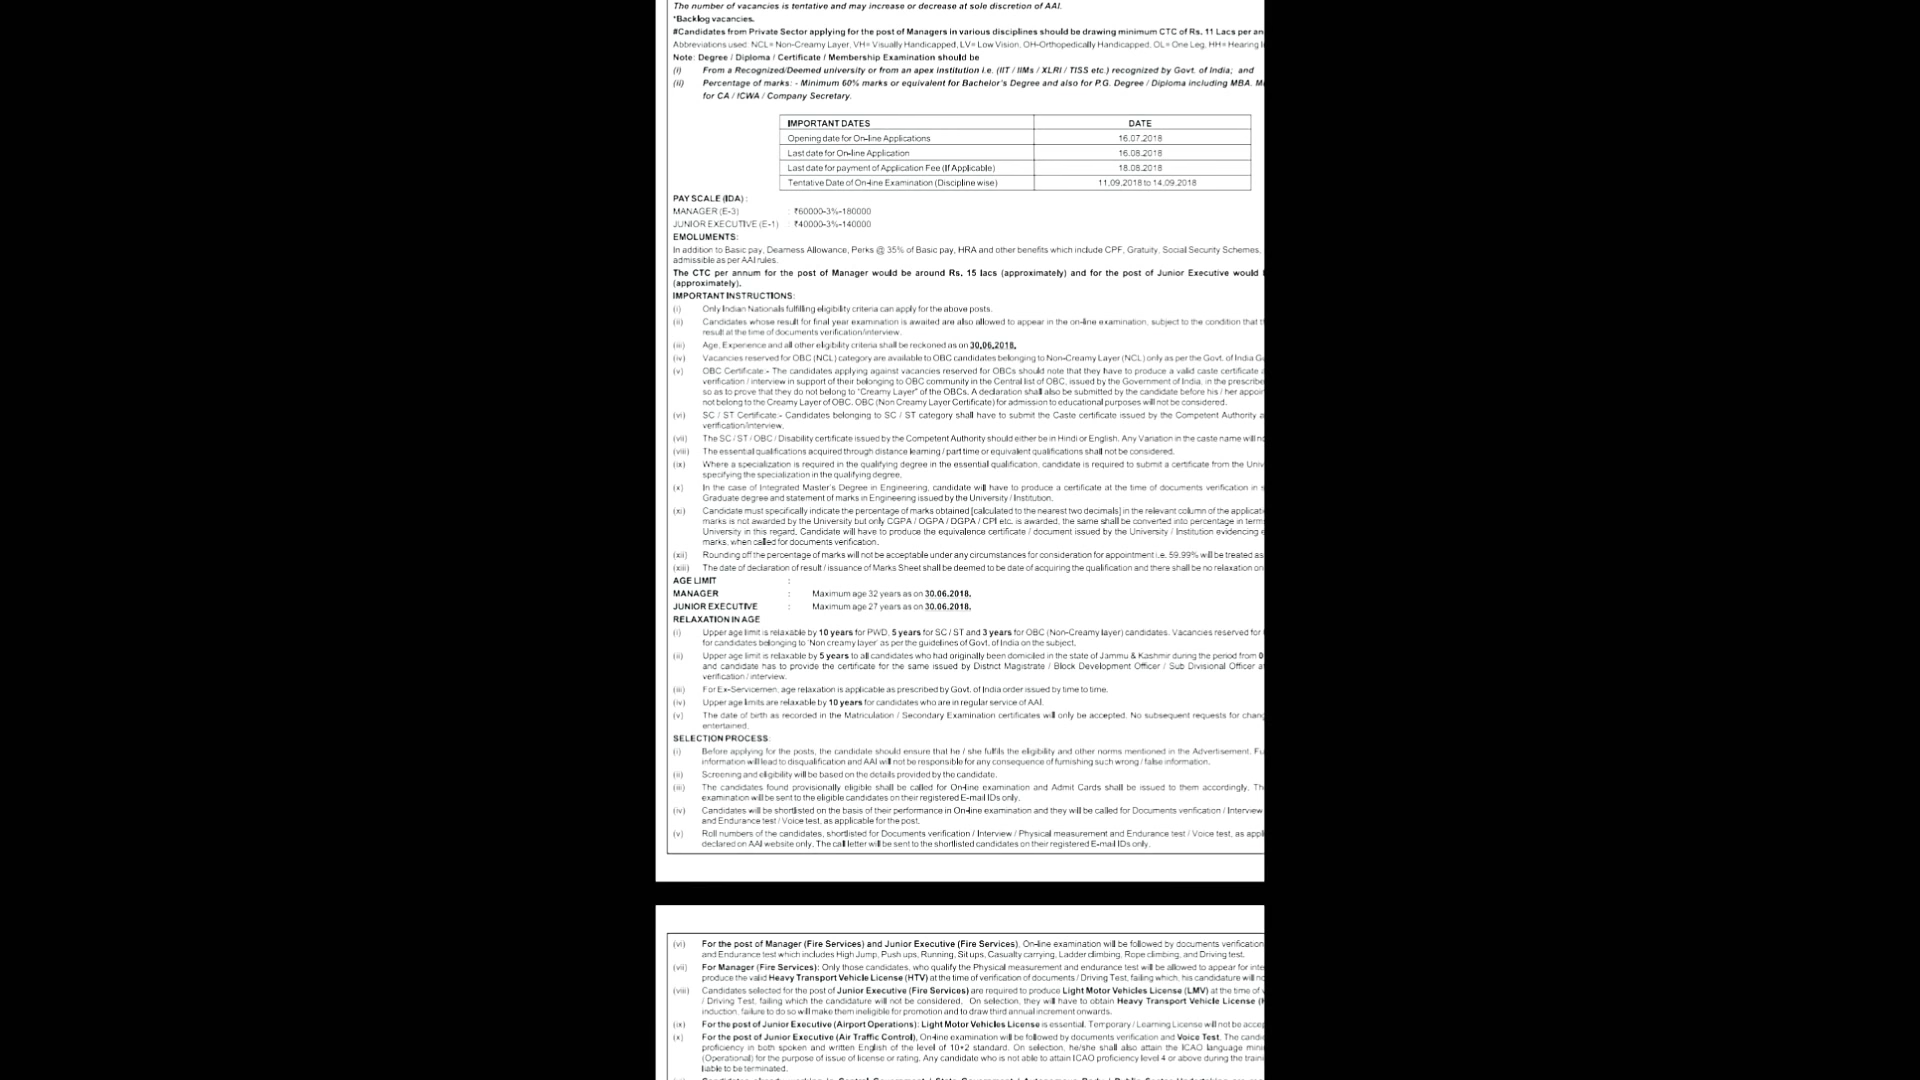 The number of vacancies is tentative and may increase or decrease at sole discretion of AAI.
*Backlog vacancies.
#Candidates from Private Sector applying for the post of Managers in various disciplines should be drawing minimum CTC of Rs. 11 Lacs per an
Abbreviations used: NCL= Non-Creamy Layer, VH= Visually Handicapped, LV= Low Vision, OH-Orthopedically Handicapped, OL= One Leg, HH= Hearing
Note: Degree / Diploma / Certificate / Membership Examination should be
(i) From a Recognized/Deemed university or from an apex institution i.e. (IIT / IIMs / XLRI / TISS etc.) recognized by Govt. of India; and
(ii) Percentage of marks: - Minimum 60% marks or equivalent for Bachelor's Degree and also for P.G. Degree / Diploma including MBA.
for CA / ICWA / Company Secretary.
IMPORTANT DATES DATE
Opening date for On-line Applications 16.07.2018
Last date for On-line Application 16.08.2018
Last date for payment of Application Fee (If Applicable) 18.08.2018
Tentative Date of On-line Examination (Discipline wise) 11.09.2018 to 14.09.2018
PAY SCALE (IDA) :
MANAGER (E-3) : ₹60000-3%-180000
JUNIOR EXECUTIVE (E-1) : ₹40000-3%-140000
EMOLUMENTS:
In addition to Basic pay, Dearness Allowance, Perks @ 35% of Basic pay, HRA and other benefits which include CPF, Gratuity, Social Security Schemes,
admissible as per AAI rules.
The CTC per annum for the post of Manager would be around Rs. 15 lacs (approximately) and for the post of Junior Executive would
(approximately).
IMPORTANT INSTRUCTIONS:
(i) Only Indian Nationals fulfilling eligibility criteria can apply for the above posts.
(ii) Candidates whose result for final year examination is awaited are also allowed to appear in the on-line examination, subject to the condition that
result at the time of documents verification/interview.
(iii) Age, Experience and all other eligibility criteria shall be reckoned as on 30.06.2018.
(iv) Vacancies reserved for OBC (NCL) category are available to OBC candidates belonging to Non-Creamy Layer (NCL) only as per the Govt. of India
(v) OBC Certificate:- The candidates applying against vacancies reserved for OBCs should note that they have to produce a valid caste certificate
verification / interview in support of their belonging to OBC community in the Central list of OBC, issued by the Government of India, in the prescribe
so as to prove that they do not belong to "Creamy Layer" of the OBCs. A declaration shall also be submitted by the candidate before his / her appoi
not belong to the Creamy Layer of OBC. OBC (Non Creamy Layer Certificate) for admission to educational purposes will not be considered.
(vi) SC / ST Certificate:- Candidates belonging to SC / ST category shall have to submit the Caste certificate issued by the Competent Authority
verification/interview.
(vii) The SC / ST / OBC / Disability certificate issued by the Competent Authority should either be in Hindi or English. Any Variation in the caste name will
(viii) The essential qualifications acquired through distance learning / part time or equivalent qualifications shall not be considered.
(ix) Where a specialization is required in the qualifying degree in the essential qualification, candidate is required to submit a certificate from the Univ
specifying the specialization in the qualifying degree.
(x) In the case of Integrated Master's Degree in Engineering, candidate will have to produce a certificate at the time of documents verification in
Graduate degree and statement of marks in Engineering issued by the University / Institution.
(xi) Candidate must specifically indicate the percentage of marks obtained [calculated to the nearest two decimals] in the relevant column of the applicati
marks is not awarded by the University but only CGPA / OGPA / DGPA / CPI etc. is awarded, the same shall be converted into percentage in term
University in this regard. Candidate will have to produce the equivalence certificate / document issued by the University / Institution evidencing
marks, when called for documents verification.
(xii) Rounding off the percentage of marks will not be acceptable under any circumstances for consideration for appointment i.e. 59.99% will be treated as
(xiii) The date of declaration of result / issuance of Marks Sheet shall be deemed to be date of acquiring the qualification and there shall be no relaxation on
AGE LIMIT :
MANAGER : Maximum age 32 years as on 30.06.2018.
JUNIOR EXECUTIVE : Maximum age 27 years as on 30.06.2018.
RELAXATION IN AGE
(i) Upper age limit is relaxable by 10 years for PWD, 5 years for SC / ST and 3 years for OBC (Non-Creamy layer) candidates. Vacancies reserved for
for candidates belonging to 'Non creamy layer' as per the guidelines of Govt. of India on the subject.
(ii) Upper age limit is relaxable by 5 years to all candidates who had originally been domiciled in the state of Jammu & Kashmir during the period from 0
and candidate has to provide the certificate for the same issued by District Magistrate / Block Development Officer / Sub Divisional Officer
verification / interview.
(iii) For Ex-Servicemen, age relaxation is applicable as prescribed by Govt. of India order issued by time to time.
(iv) Upper age limits are relaxable by 10 years for candidates who are in regular service of AAI.
(v) The date of birth as recorded in the Matriculation / Secondary Examination certificates will only be accepted. No subsequent requests for chang
entertained.
SELECTION PROCESS:
(i) Before applying for the posts, the candidate should ensure that he / she fulfils the eligibility and other norms mentioned in the Advertisement. Fu
information will lead to disqualification and AAI will not be responsible for any consequence of furnishing such wrong / false information.
(ii) Screening and eligibility will be based on the details provided by the candidate.
(iii) The candidates found provisionally eligible shall be called for On-line examination and Admit Cards shall be issued to them accordingly. Th
examination will be sent to the eligible candidates on their registered E-mail IDs only.
(iv) Candidates will be shortlisted on the basis of their performance in On-line examination and they will be called for Documents verification / Interview
and Endurance test / Voice test, as applicable for the post.
(v) Roll numbers of the candidates, shortlisted for Documents verification / Interview / Physical measurement and Endurance test / Voice test, as appli
declared on AAI website only. The call letter will be sent to the shortlisted candidates on their registered E-mail IDs only.
(vi) For the post of Manager (Fire Services) and Junior Executive (Fire Services), On-line examination will be followed by documents verification
and Endurance test which includes High Jump, Push ups, Running, Sit ups, Casualty carrying, Ladder climbing, Rope climbing, and Driving test.
(vii) For Manager (Fire Services): Only those candidates, who qualify the Physical measurement and endurance test will be allowed to appear for inte
produce the valid Heavy Transport Vehicle License (HTV) at the time of verification of documents / Driving Test, failing which, his candidature will
(viii) Candidates selected for the post of Junior Executive (Fire Services) are required to produce Light Motor Vehicles License (LMV) at the time of
/ Driving Test, failing which the candidature will not be considered. On selection, they will have to obtain Heavy Transport Vehicle License
induction, failure to do so will make them ineligible for promotion and to draw third annual increment onwards.
(ix) For the post of Junior Executive (Airport Operations): Light Motor Vehicles License is essential. Temporary / Learning License will not be accep
(x) For the post of Junior Executive (Air Traffic Control), On-line examination will be followed by documents verification and Voice Test. The candi
proficiency in both spoken and written English of the level of 10+2 standard. On selection, he/she shall also attain the ICAO language mini
(Operational) for the purpose of issue of license or rating. Any candidate who is not able to attain ICAO proficiency level 4 or above during the traini
liable to be terminated.